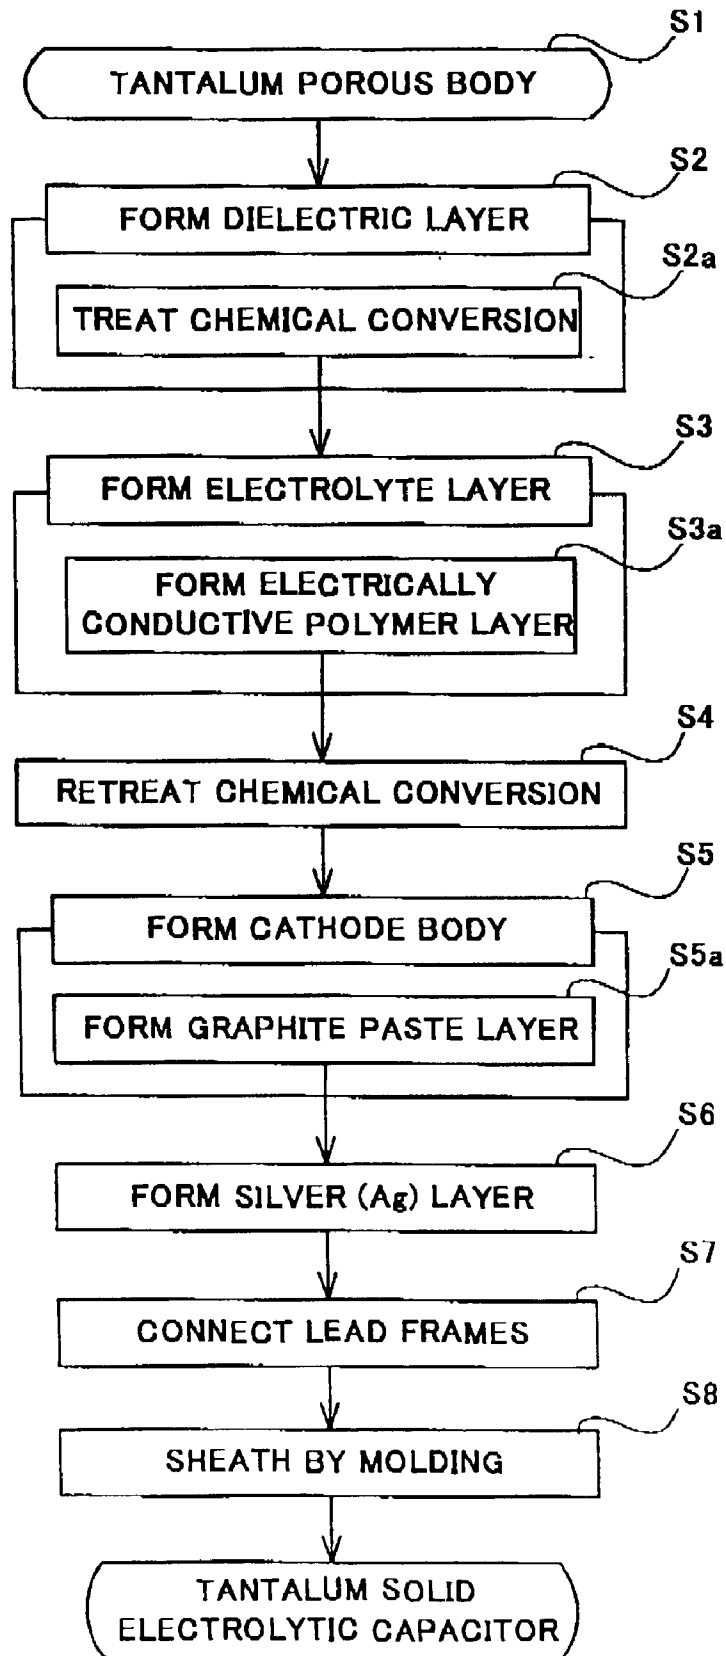 S1
TANTALUM POROUS BODY
S2
FORM DIELECTRIC LAYER
S2a
TREAT CHEMICAL CONVERSION
S3
FORM ELECTROLYTE LAYER
S3a
FORM ELECTRICALLY
CONDUCTIVE POLYMER LAYER
S4
RETREAT CHEMICAL CONVERSION
S5
FORM CATHODE BODY
S5a
FORM GRAPHITE PASTE LAYER
S6
FORM SILVER (Ag) LAYER
S7
CONNECT LEAD FRAMES
S8
SHEATH BY MOLDING
TANTALUM SOLID
ELECTROLYTIC CAPACITOR